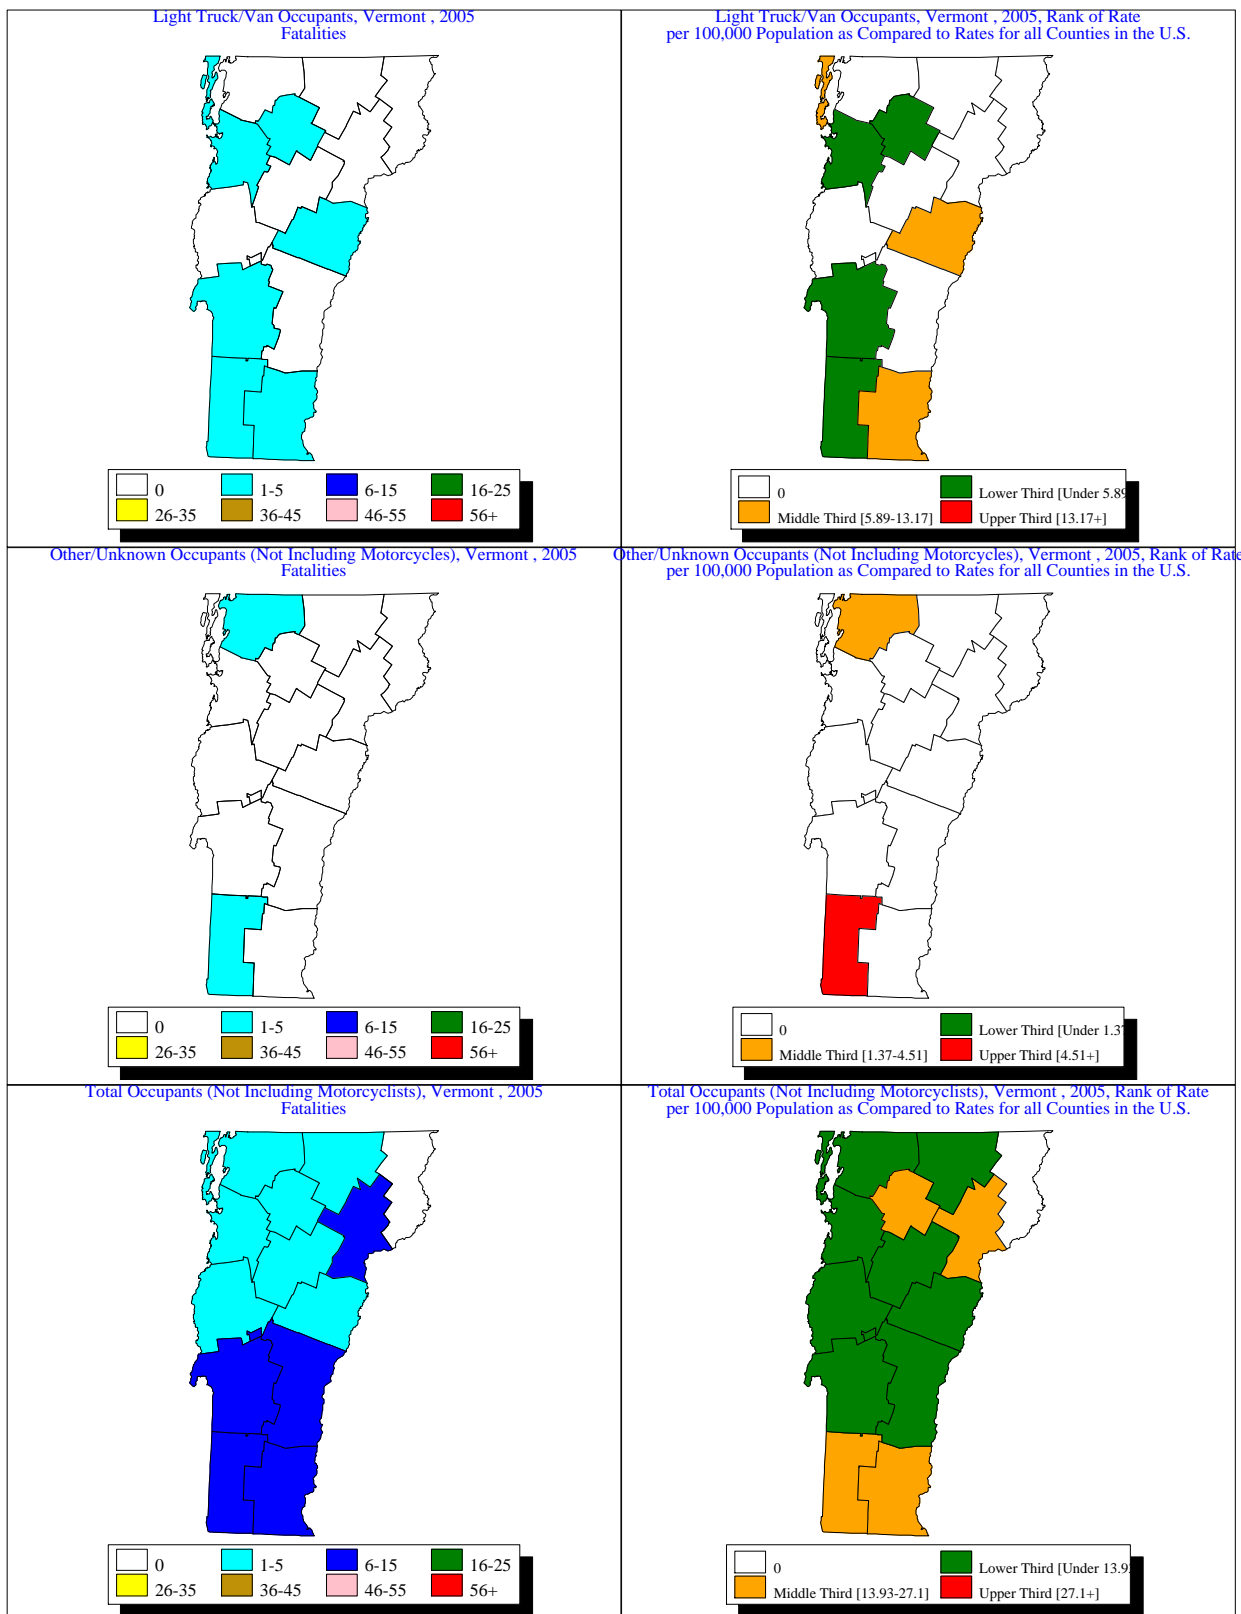 Light Truck/Van Occupants, Vermont , 2005
Fatalities
0
1-5
6-15
16-25
26-35
36-45
46-55
56+
Light Truck/Van Occupants, Vermont , 2005, Rank of Rate
per 100,000 Population as Compared to Rates for all Counties in the U.S.
0
Lower Third [Under 5.89
Middle Third [5.89-13.17]
Upper Third [13.17+]
Other/Unknown Occupants (Not Including Motorcycles), Vermont , 2005
Fatalities
0
1-5
6-15
16-25
26-35
36-45
46-55
56+
Other/Unknown Occupants (Not Including Motorcycles), Vermont , 2005, Rank of Rate
per 100,000 Population as Compared to Rates for all Counties in the U.S.
0
Lower Third [Under 1.37
Middle Third [1.37-4.51]
Upper Third [4.51+]
Total Occupants (Not Including Motorcyclists), Vermont , 2005
Fatalities
0
1-5
6-15
16-25
26-35
36-45
46-55
56+
Total Occupants (Not Including Motorcyclists), Vermont , 2005, Rank of Rate
per 100,000 Population as Compared to Rates for all Counties in the U.S.
0
Lower Third [Under 13.93
Middle Third [13.93-27.1]
Upper Third [27.1+]